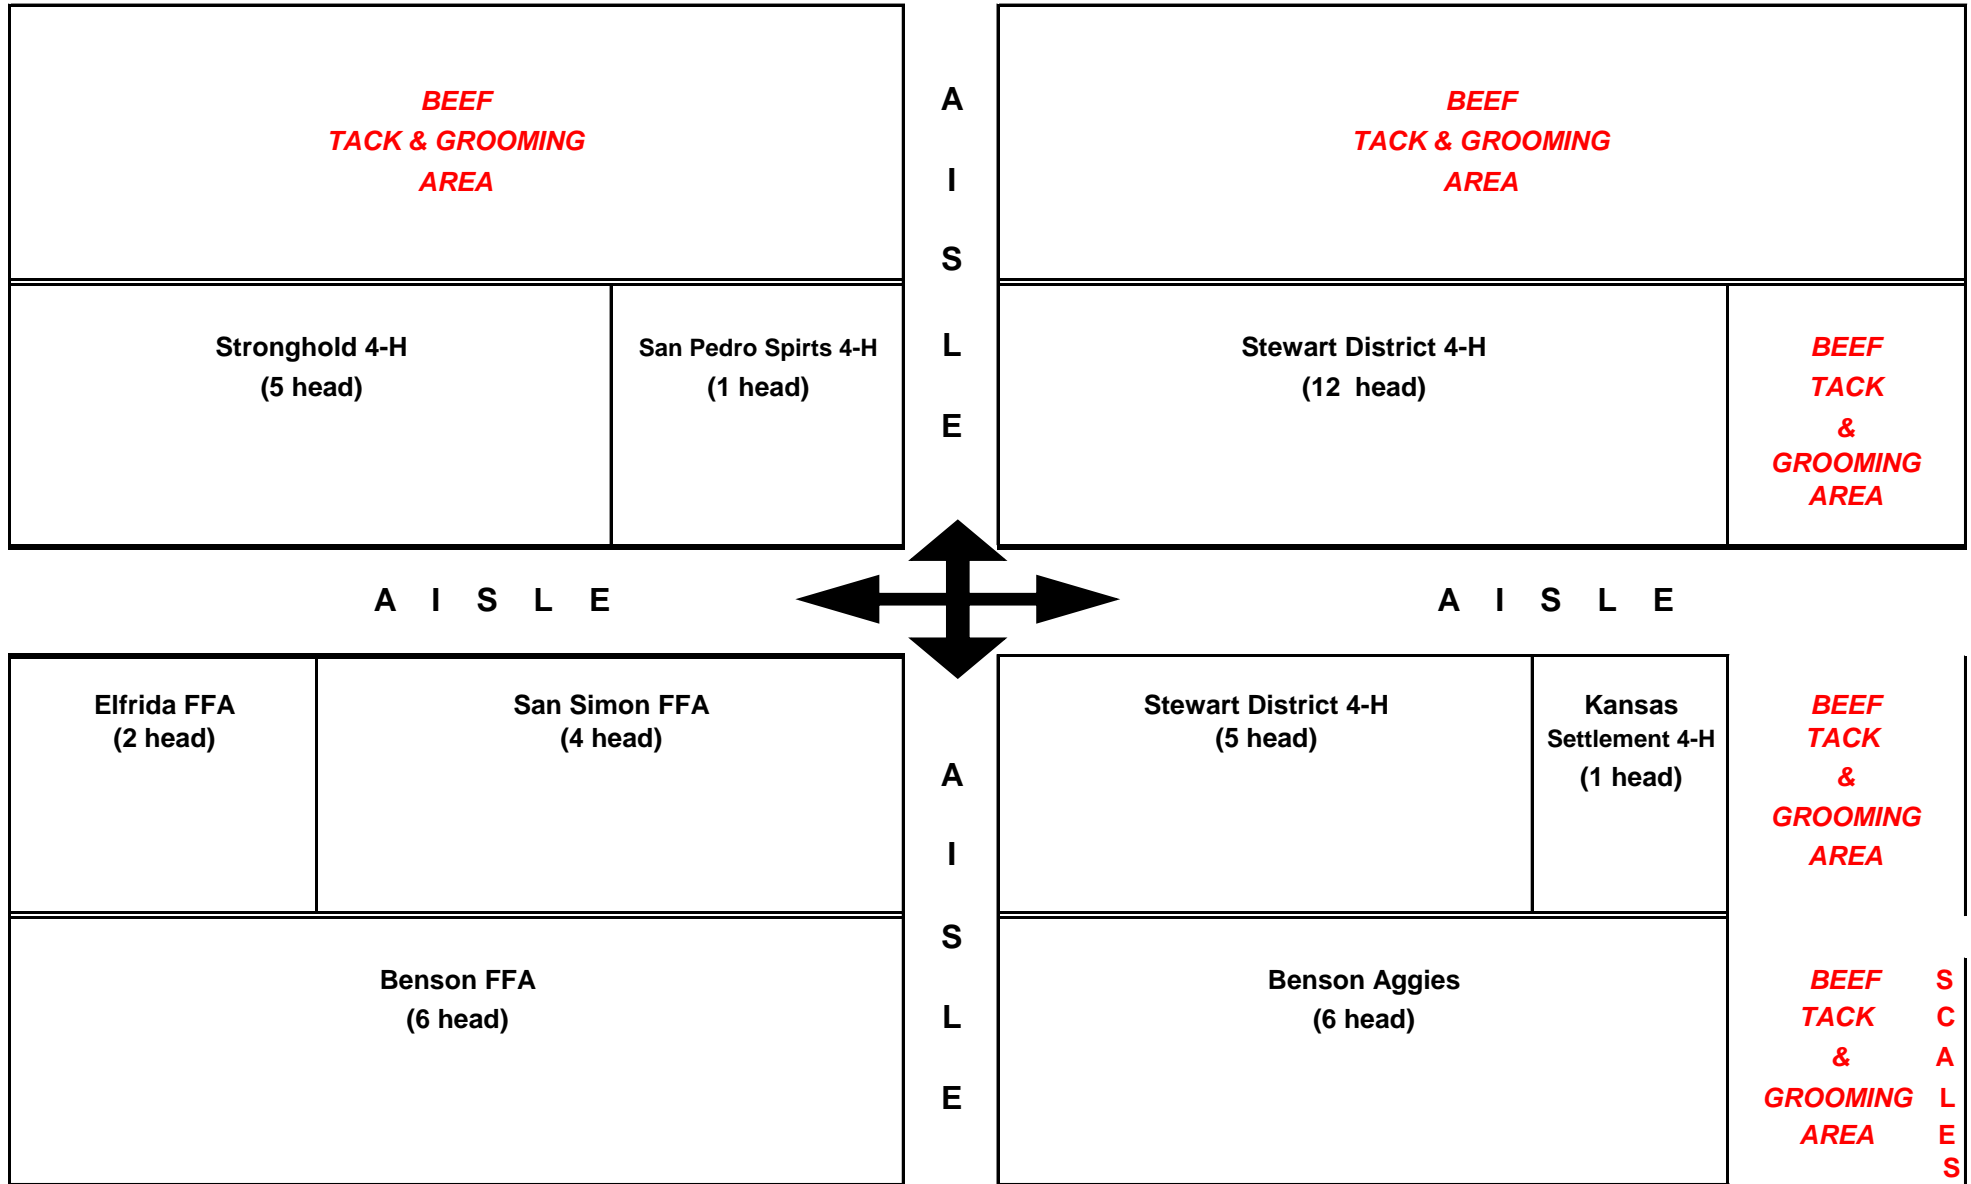 BEEF
TACK & GROOMING
AREA
A
I
S
L
E
BEEF
TACK & GROOMING
AREA
Stronghold 4-H
(5 head)
San Pedro Spirts 4-H
(1 head)
Stewart District 4-H
(12 head)
BEEF
TACK
&
GROOMING
AREA
A I S L E
A I S L E
Elfrida FFA
(2 head)
San Simon FFA
(4 head)
A
I
S
L
E
Stewart District 4-H
(5 head)
Kansas
Settlement 4-H
(1 head)
BEEF
TACK
&
GROOMING
AREA
Benson FFA
(6 head)
Benson Aggies
(6 head)
BEEF
TACK
&
GROOMING
AREA
S
C
A
L
E
S